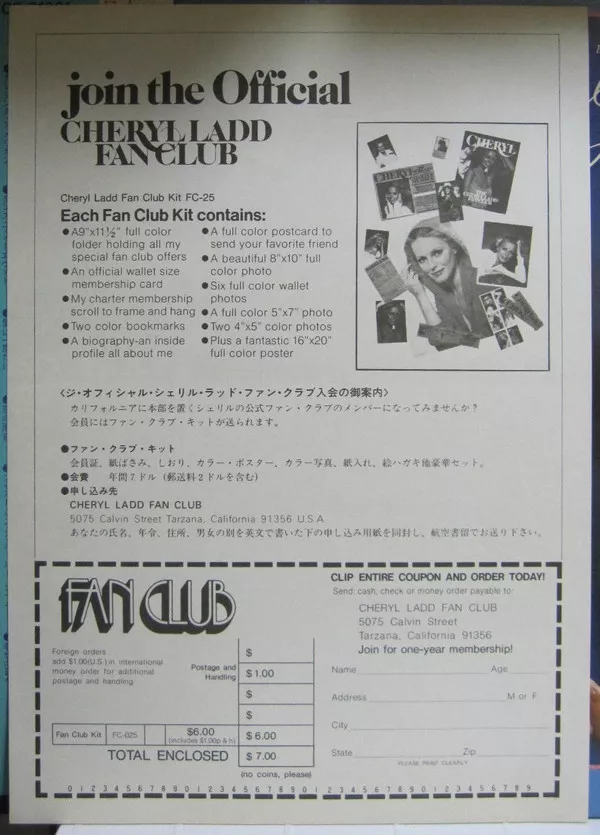 join the Official
CHERYL LADD
FAN CLUB
Cheryl Ladd Fan Club Kit FC-25
Each Fan Club Kit contains:
●A9"x11½" full color
folder holding all my
special fan club offers
●An official wallet size
membership card
●My charter membership
scroll to frame and hang
●Two color bookmarks
●A biography-an inside
profile all about me
●A full color postcard to
send your favorite friend
●A beautiful 8"x10" full
color photo
●Six full color wallet
photos
●A full color 5"x7" photo
●Two 4"x5" color photos
●Plus a fantastic 16"x20"
full color poster
CHERYL
〈ジ・オフィシャル・シェリル・ラッド・ファン・クラブ入会の御案内〉
カリフォルニアに本部を置くシェリルの公式ファン・クラブのメンバーになってみませんか？
会員にはファン・クラブ・キットが送られます。
●ファン・クラブ・キット
会員証、紙ばさみ、しおり、カラー・ポスター、カラー写真、紙入れ、絵ハガキ他豪華セット。
●会費 年間7ドル（郵送料2ドルを含む）
●申し込み先
CHERYL LADD FAN CLUB
5075 Calvin Street Tarzana, California 91356 U.S.A.
あなたの氏名、年令、住所、男女の別を英文で書いた下の申し込み用紙を同封し、航空書留でお送り下さい。
FAN CLUB
Foreign orders
add $1.00(U.S.) in international
money order for additional
postage and handling
Postage and
Handling
$
$ 1.00
$
$
Fan Club Kit FC-025 $6.00
(includes $1.00p & h)
$ 6.00
TOTAL ENCLOSED $ 7.00
(no coins, please)
CLIP ENTIRE COUPON AND ORDER TODAY!
Send: cash, check or money order payable to:
CHERYL LADD FAN CLUB
5075 Calvin Street
Tarzana, California 91356
Join for one-year membership!
Name Age
Address M or F
City
State Zip
PLEASE PRINT CLEARLY
0 1 2 3 4 5 6 7 8 9 0 1 2 3 4 5 6 7 8 9 0 1 2 3 4 5 6 7 8 9 0 1 2 3 4 5 6 7 8 9